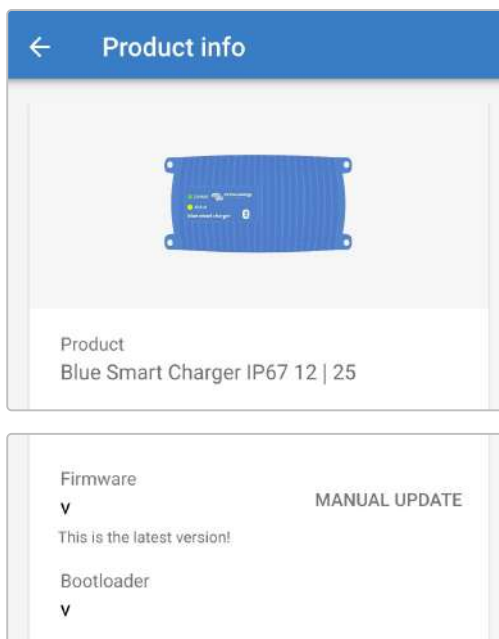 Product info
Product
Blue Smart Charger IP67 12 | 25
Firmware
v
MANUAL UPDATE
This is the latest version!
Bootloader
v